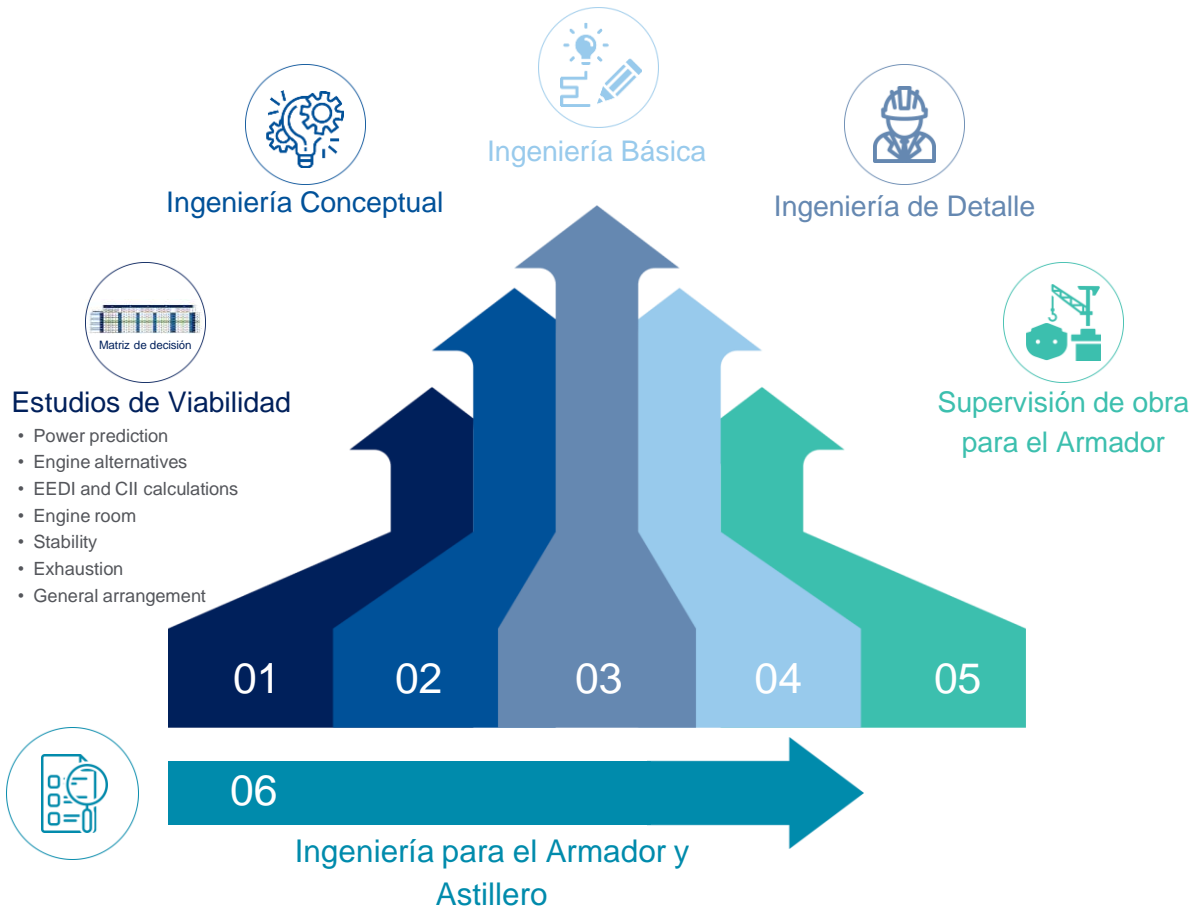 Ingeniería Básica
Ingeniería Conceptual
Ingeniería de Detalle
Matriz de decisión
Estudios de Viabilidad
• Power prediction
• Engine alternatives
• EEDI and CII calculations
• Engine room
• Stability
• Exhaustion
• General arrangement
Supervisión de obra
para el Armador
01
02
03
04
05
06
Ingeniería para el Armador y
Astillero